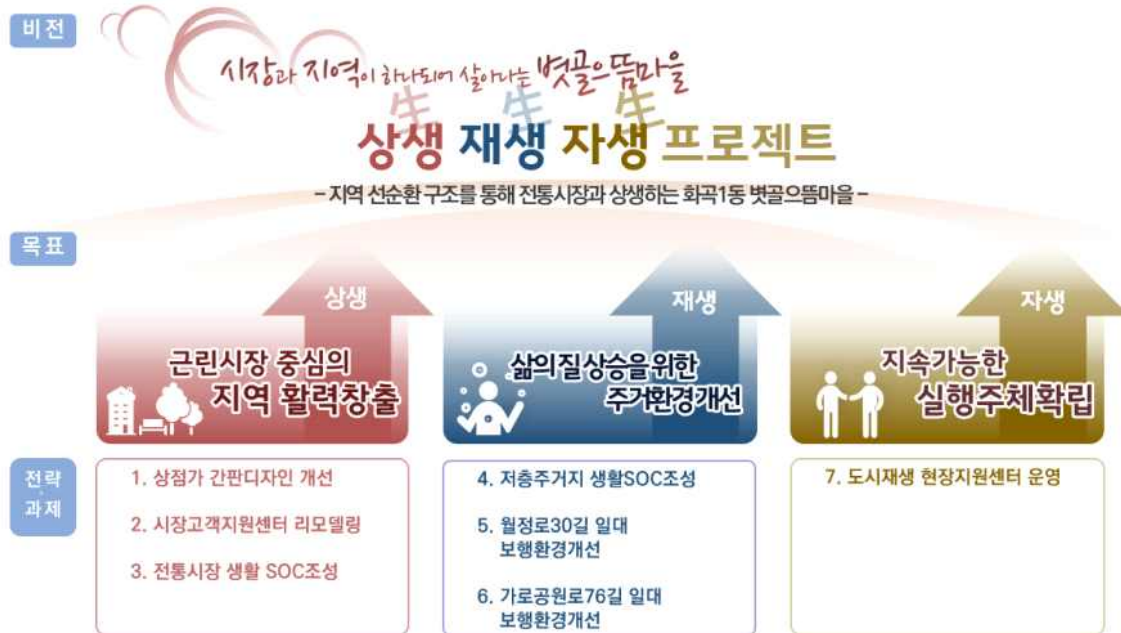 비전
시장과 지역이 하나되어 살아나는 볏골으뜸마을
生 生 生
상생 재생 자생 프로젝트
- 지역 선순환 구조를 통해 전통시장과 상생하는 화곡1동 볏골으뜸마을 -
목표
상생
재생
자생
근린시장 중심의
지역 활력창출
삶의질 상승을 위한
주거환경 개선
지속가능한
실행주체확립
전략
·
과제
1. 상점가 간판디자인 개선
2. 시장고객지원센터 리모델링
3. 전통시장 생활 SOC조성
4. 저층주거지 생활SOC조성
5. 월정로30길 일대
보행환경개선
6. 가로공원로76길 일대
보행환경개선
7. 도시재생 현장지원센터 운영